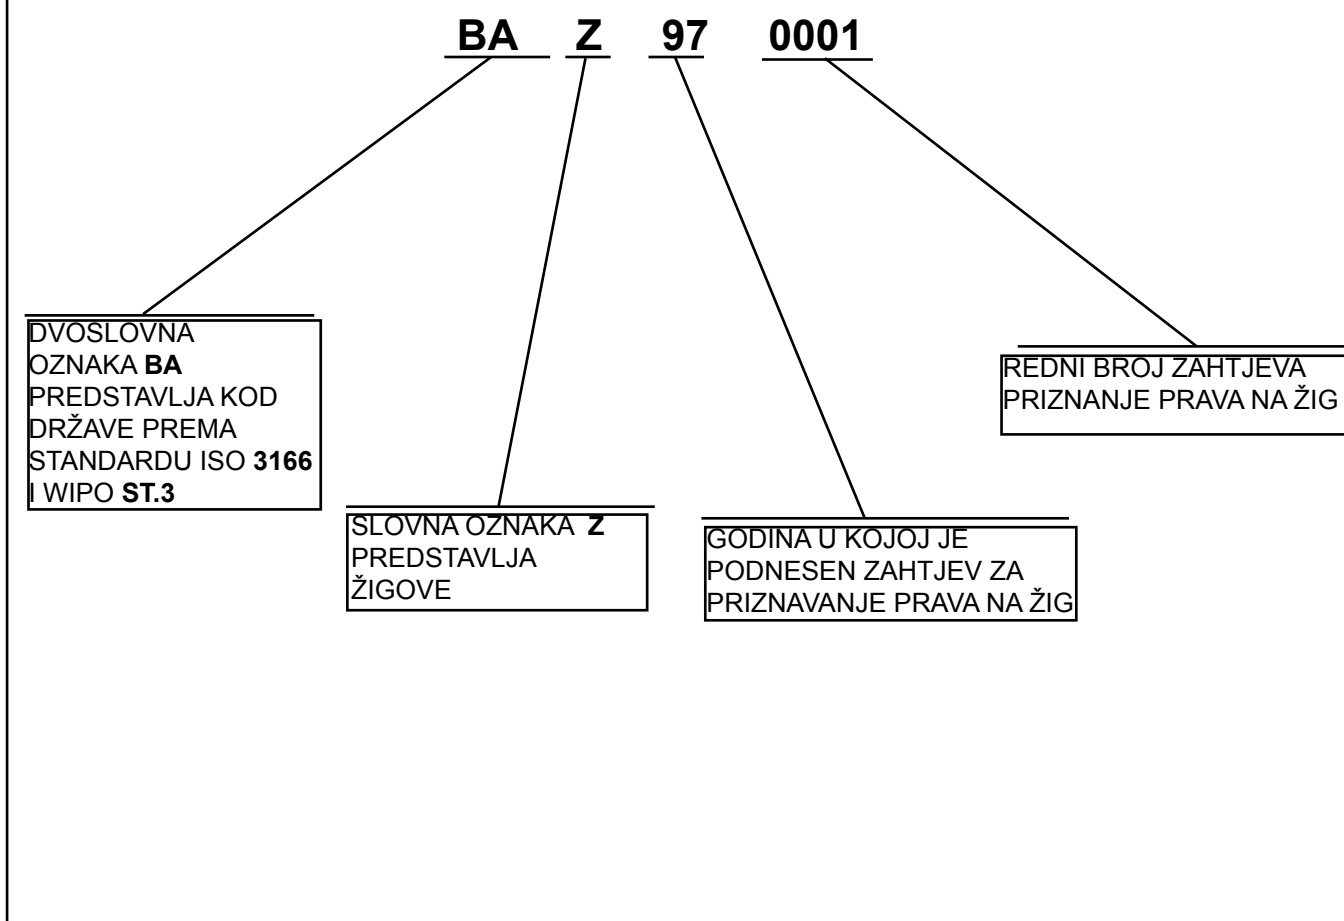 BA Z 97 0001
DVOSLOVNA
OZNAKA BA
PREDSTAVLJA KOD
DRŽAVE PREMA
STANDARDU ISO 3166
I WIPO ST.3
SLOVNA OZNAKA Z
PREDSTAVLJA
ŽIGOVE
GODINA U KOJOJ JE
PODNESEN ZAHTJEV ZA
PRIZNAVANJE PRAVA NA ŽIG
REDNI BROJ ZAHTJEVA
PRIZNANJE PRAVA NA ŽIG